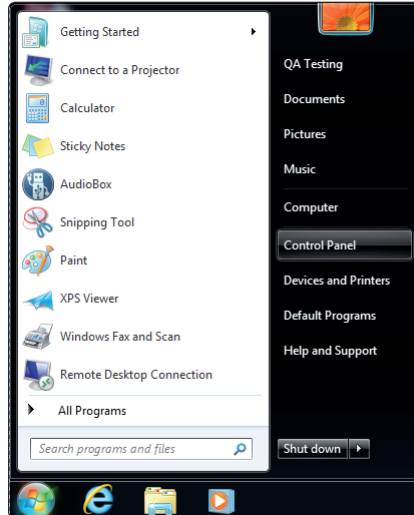 Getting Started
Connect to a Projector
Calculator
Sticky Notes
AudioBox
Snipping Tool
Paint
XPS Viewer
Windows Fax and Scan
Remote Desktop Connection
All Programs
Search programs and files
QA Testing
Documents
Pictures
Music
Computer
Control Panel
Devices and Printers
Default Programs
Help and Support
Shut down